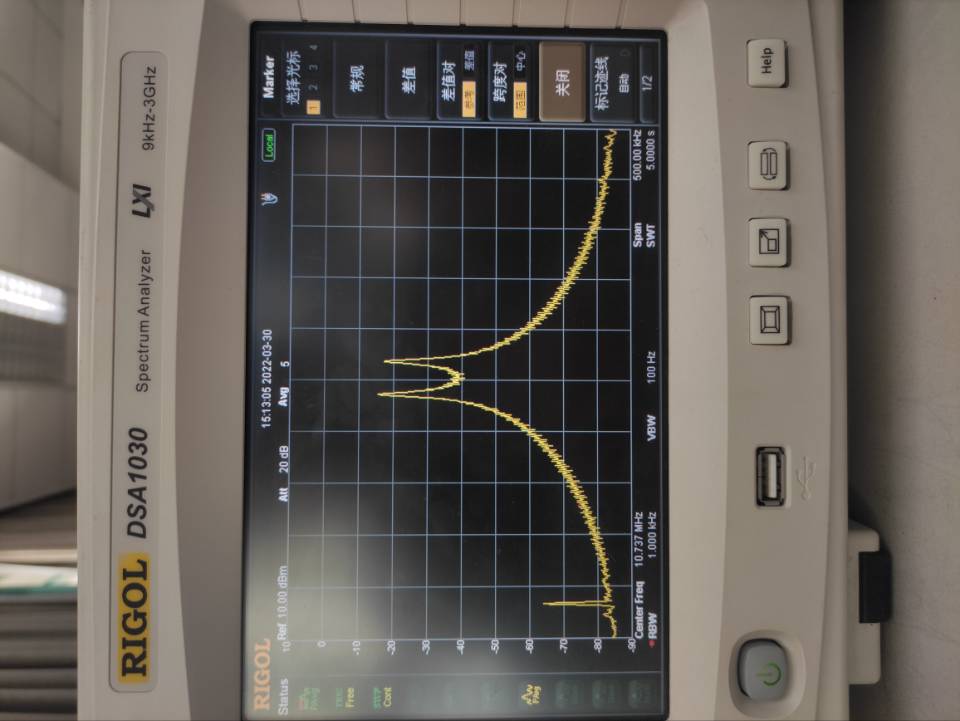 RIGOL DSA1030 Spectrum Analyzer LXI 9kHz-3GHz
RIGOL 15:13:05 2022-03-30 Local Marker
Status Ref 10.00 dBm Att 20 dB Avg 5
选择光标
1 2 3 4
常规
差值
差值对
参考 差值
跨度对
范围 中心
关闭
标记迹线
自动
1/2
10
0
-10
-20
-30
-40
-50
-60
-70
-80
-90
Free
Cont
PAvg
Center Freq 10.737 MHz Span 500.00 kHz
RBW 1.000 kHz VBW 100 Hz SWT 5.0000 s
Help